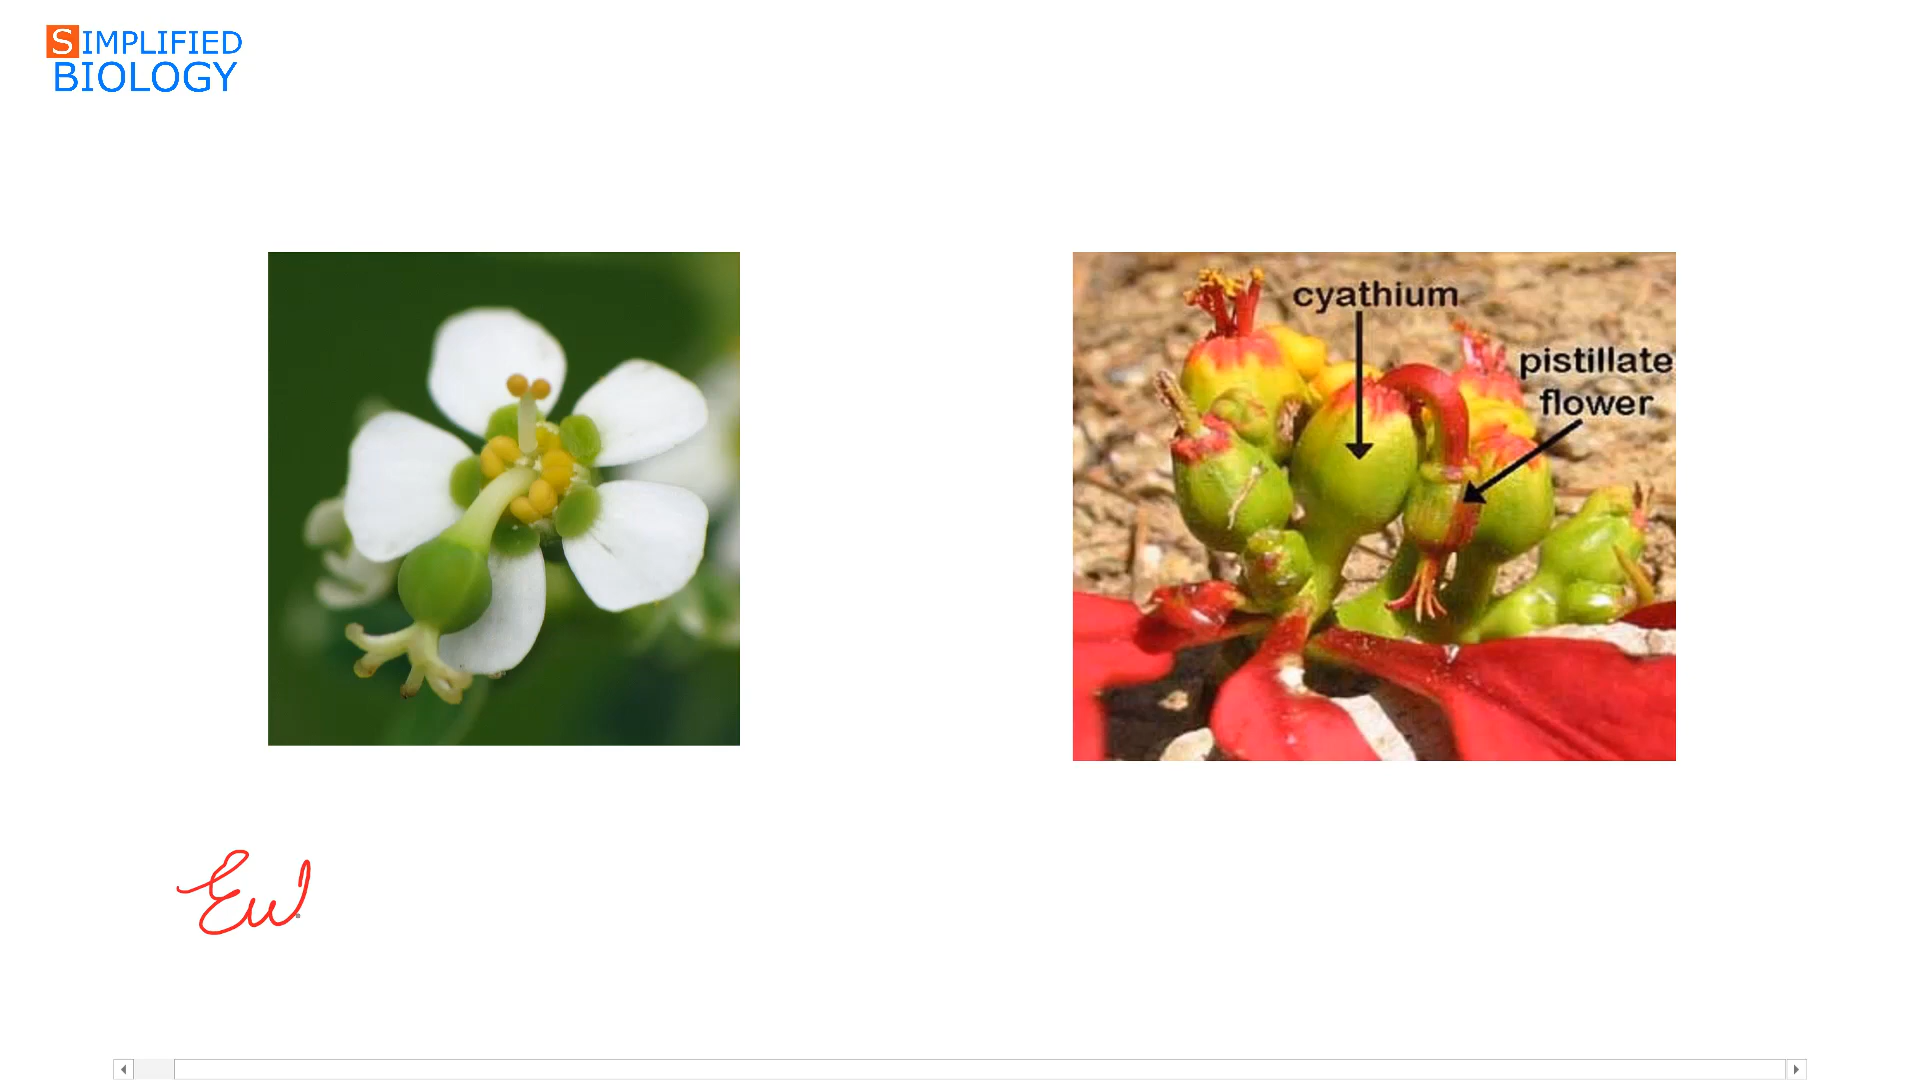 SIMPLIFIED
BIOLOGY
cyathium
pistillate
flower